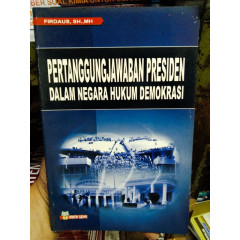 FIRDAUS, SH.,MH
PERTANGGUNGJAWABAN PRESIDEN
DALAM NEGARA HUKUM DEMOKRASI